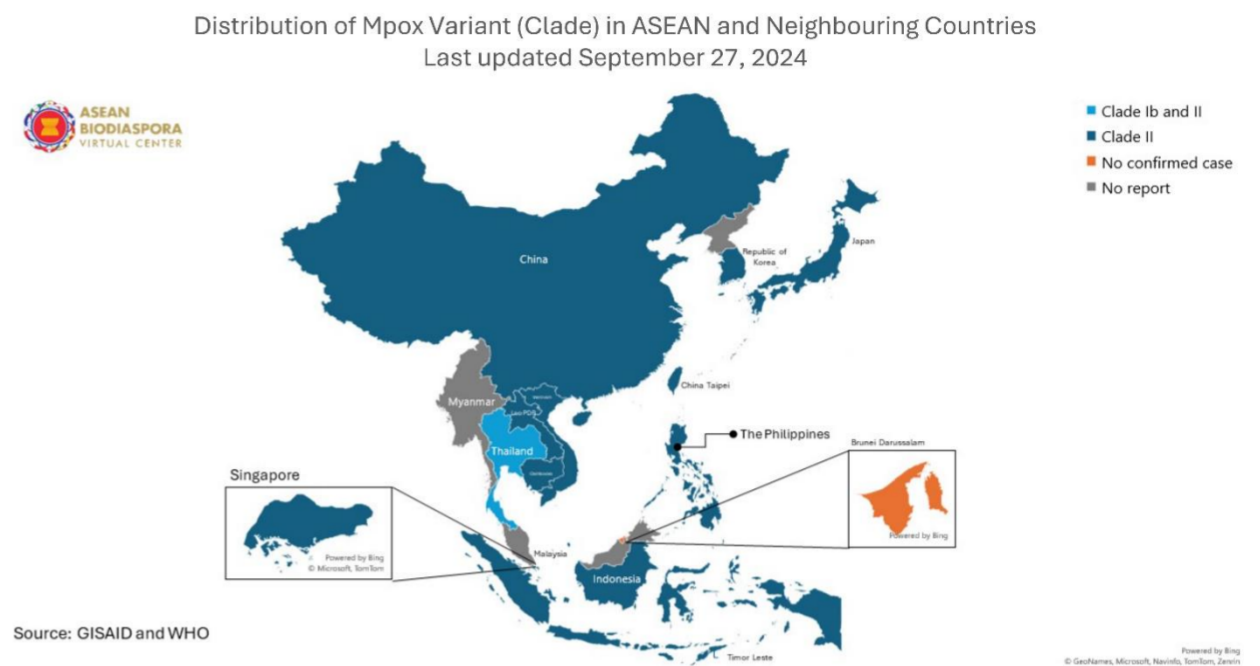 Distribution of Mpox Variant (Clade) in ASEAN and Neighbouring Countries
Last updated September 27, 2024
ASEAN
BIODIASPORA
VIRTUAL CENTER
Clade Ib and II
Clade II
No confirmed case
No report
China
Republic of
Korea
Japan
China Taipei
Myanmar
Vietnam
Lao PDR
Thailand
Cambodia
The Philippines
Brunei Darussalam
Powered by Bing
Singapore
Powered by Bing
© Microsoft, TomTom
Malaysia
Indonesia
Timor Leste
Source: GISAID and WHO
Powered by Bing
© GeoNames, Microsoft, Navinfo, TomTom, Zenrin